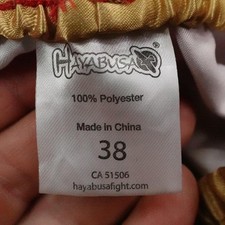 HAYABUSA
100% Polyester
Made in China
38
CA 51506
hayabusafight.com